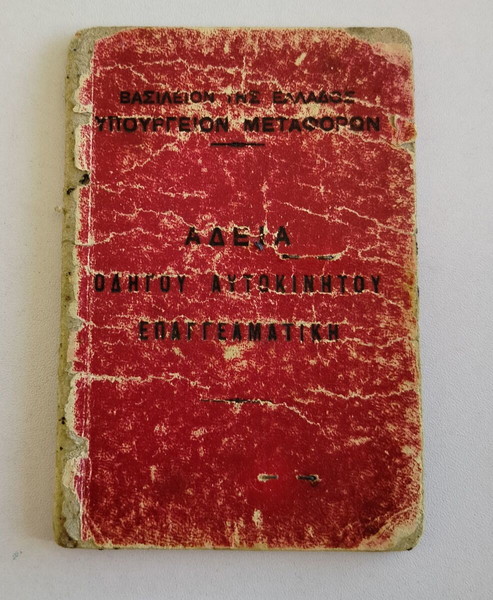 ΒΑΣΙΛΕΙΟΝ ΤΗΣ ΕΛΛΑΔΟΣ
ΥΠΟΥΡΓΕΙΟΝ ΜΕΤΑΦΟΡΩΝ
ΑΔΕΙΑ
ΟΔΗΓΟΥ ΑΥΤΟΚΙΝΗΤΟΥ
ΕΠΑΓΓΕΛΜΑΤΙΚΗ